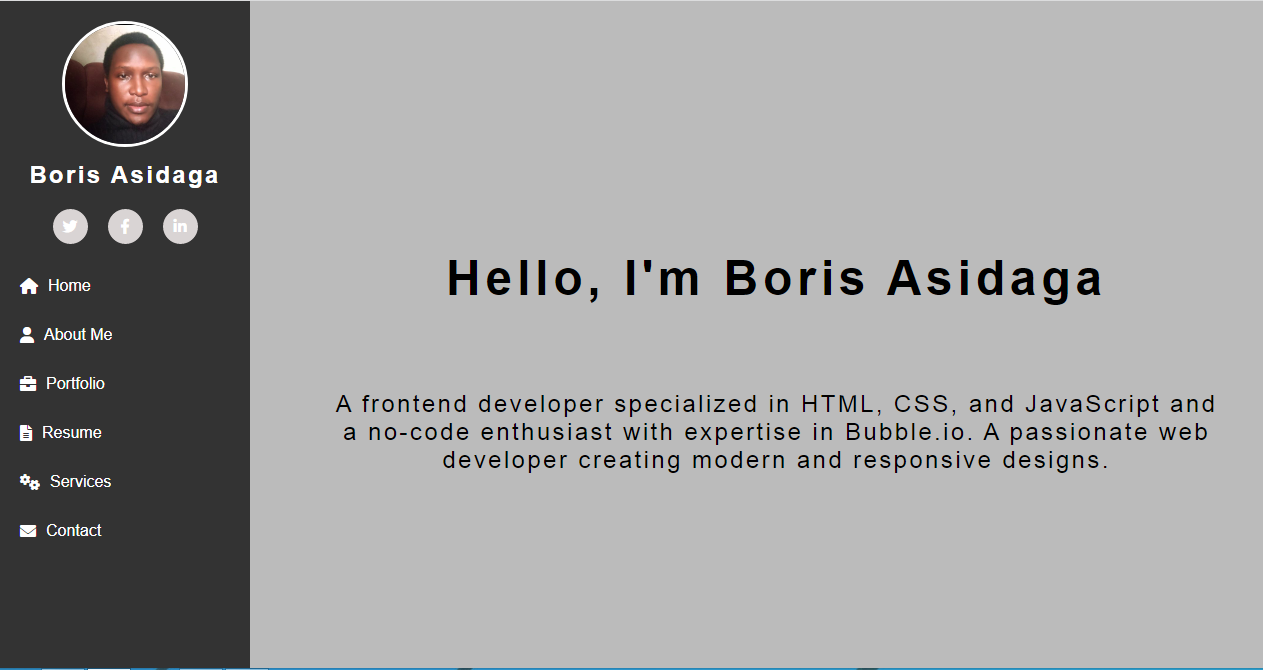 Boris Asidaga
Home
About Me
Portfolio
Resume
Services
Contact
Hello, I'm Boris Asidaga
A frontend developer specialized in HTML, CSS, and JavaScript and
a no-code enthusiast with expertise in Bubble.io. A passionate web
developer creating modern and responsive designs.